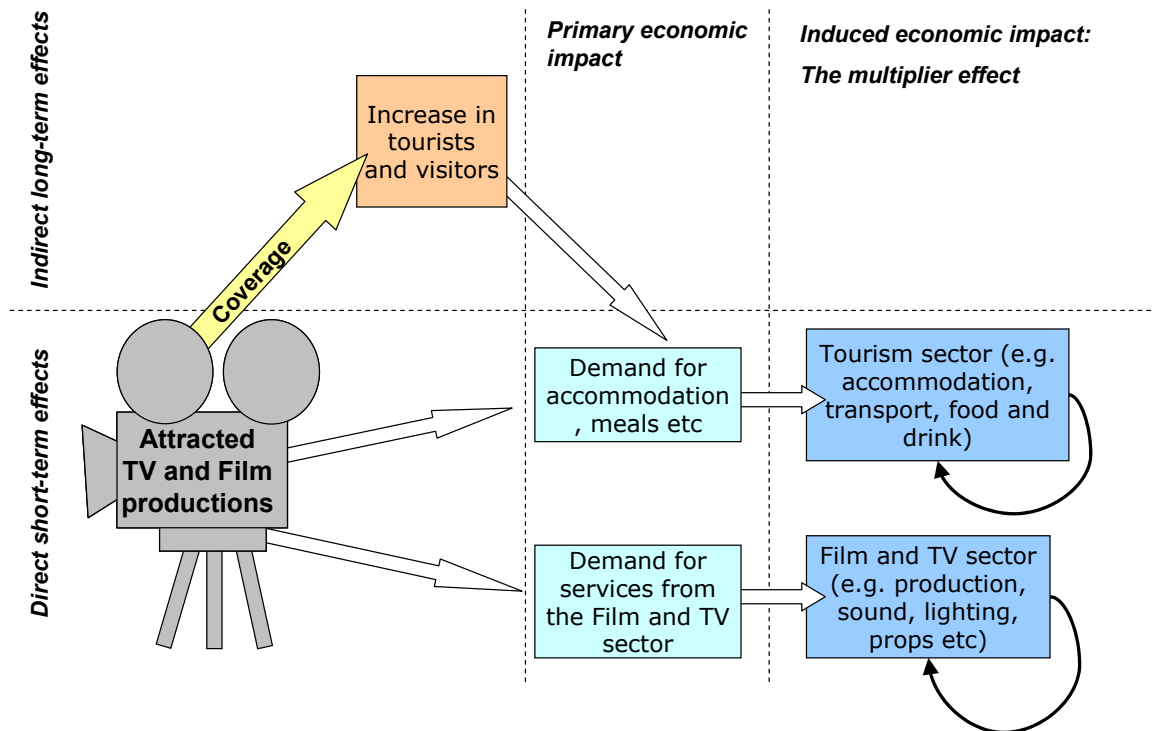 Indirect long-term effects
Direct short-term effects
Primary economic
impact
Induced economic impact:
The multiplier effect
Increase in
tourists
and visitors
Coverage
Attracted
TV and Film
productions
Demand for
accommodation
, meals etc
Tourism sector (e.g.
accommodation,
transport, food and
drink)
Demand for
services from
the Film and TV
sector
Film and TV sector
(e.g. production,
sound, lighting,
props etc)